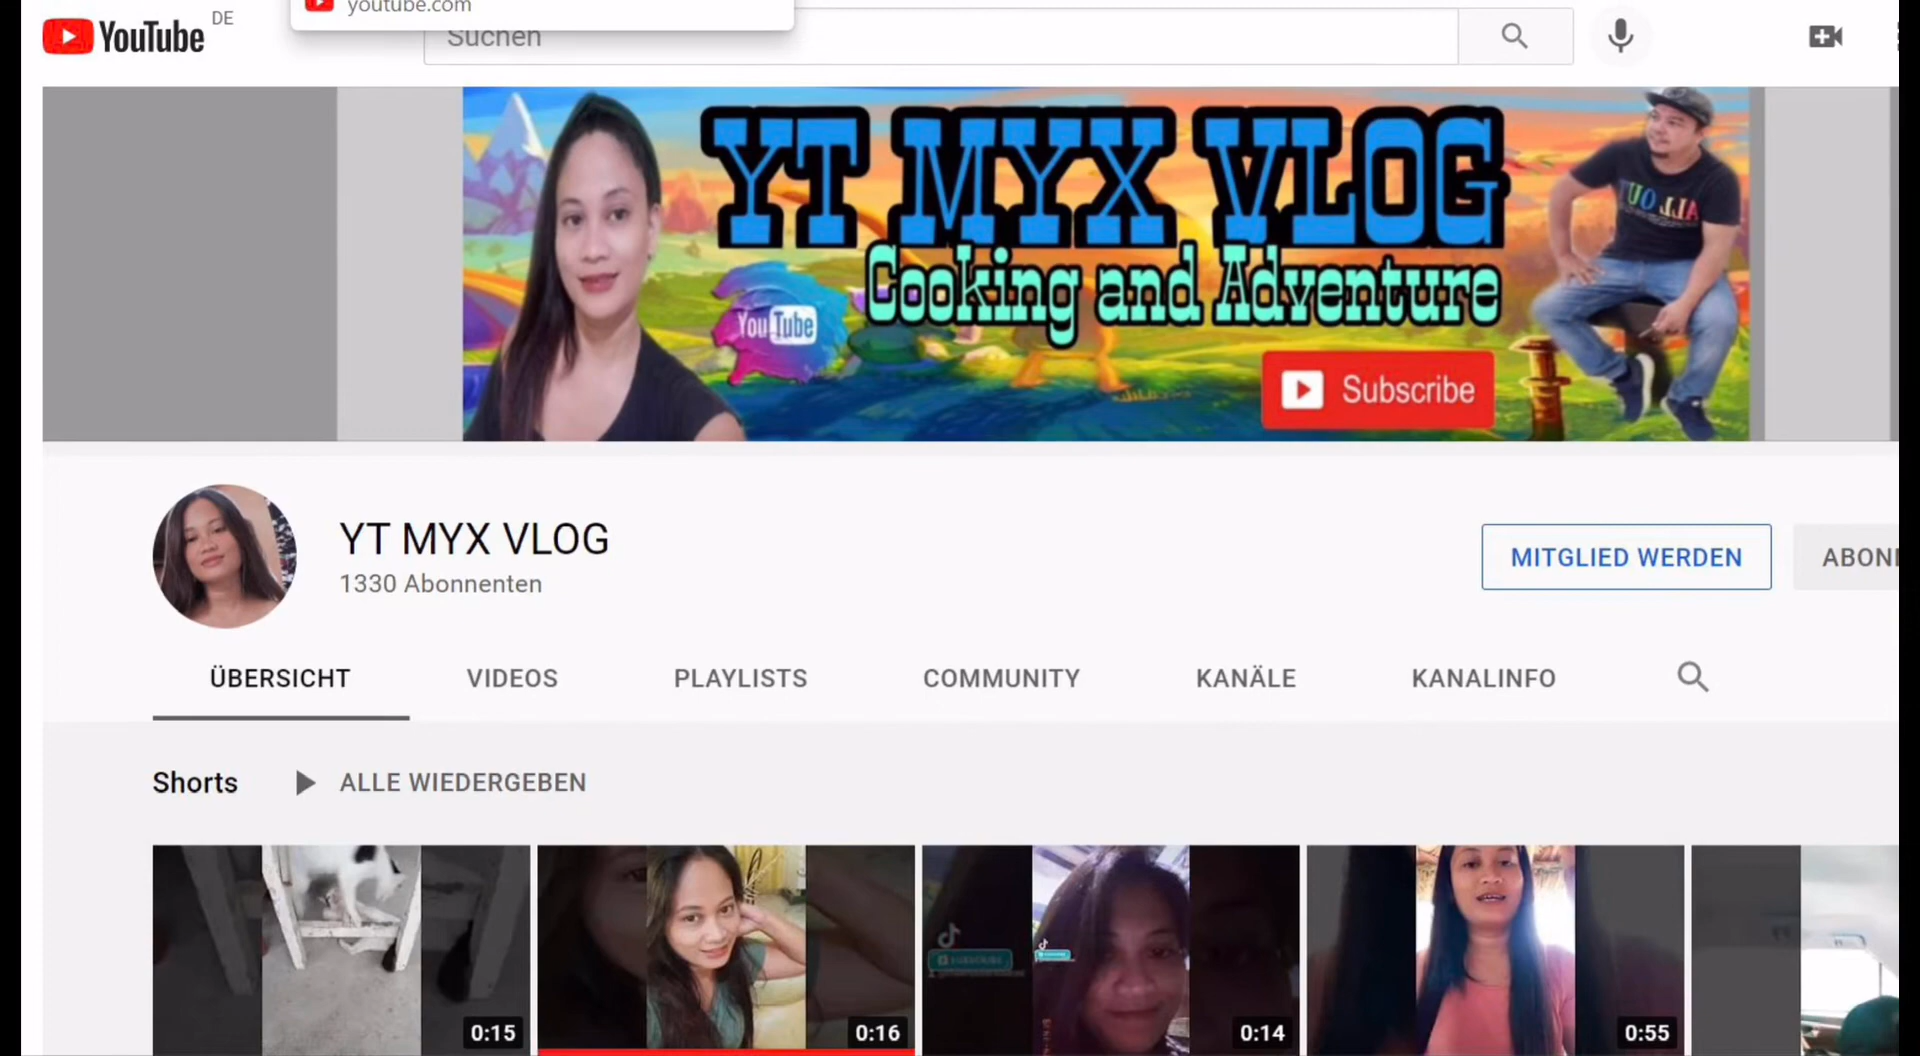 youtube.com
YouTube DE
Suchen
YT MYX VLOG
Cooking and Adventure
YouTube
Subscribe
YT MYX VLOG
1330 Abonnenten
MITGLIED WERDEN
ÜBERSICHT
VIDEOS
PLAYLISTS
COMMUNITY
KANÄLE
KANALINFO
Shorts
ALLE WIEDERGEBEN
0:15
0:16
0:14
0:55